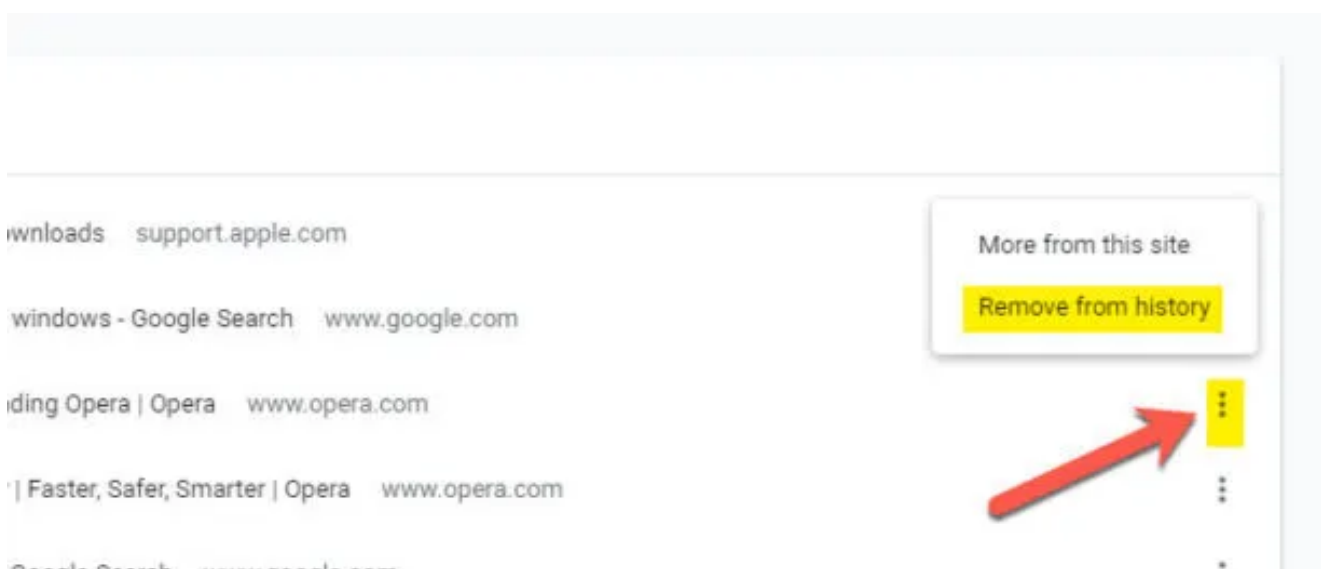 ownloads support.apple.com
More from this site
Remove from history
windows - Google Search www.google.com
ding Opera | Opera www.opera.com
| Faster, Safer, Smarter | Opera www.opera.com